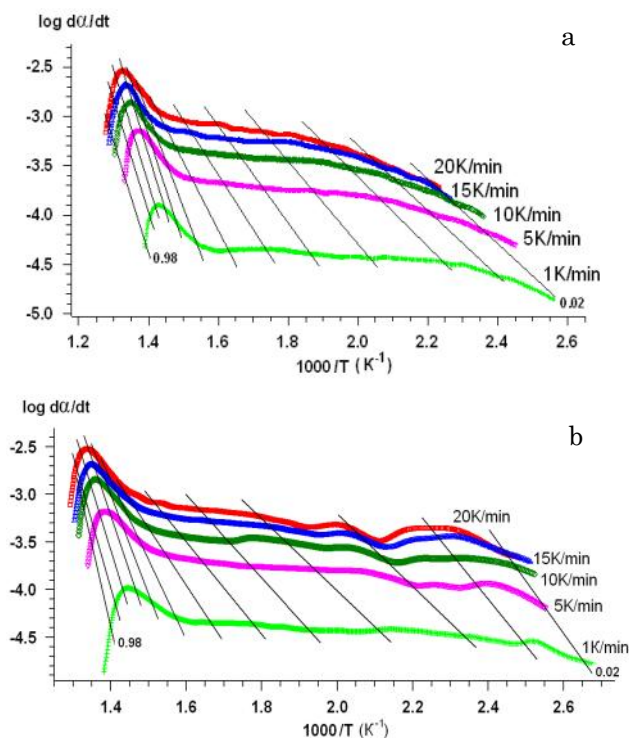 log dα/dt
a
-2.5
-3.0
-3.5
-4.0
-4.5
-5.0
20K/min
15K/min
10K/min
5K/min
1K/min
0.98
0.02
1.2 1.4 1.6 1.8 2.0 2.2 2.4 2.6
1000/T (K⁻¹)
log dα/dt
b
-2.5
-3.0
-3.5
-4.0
-4.5
20K/min
15K/min
10K/min
5K/min
1K/min
0.98
0.02
1.4 1.6 1.8 2.0 2.2 2.4 2.6
1000/T (K⁻¹)